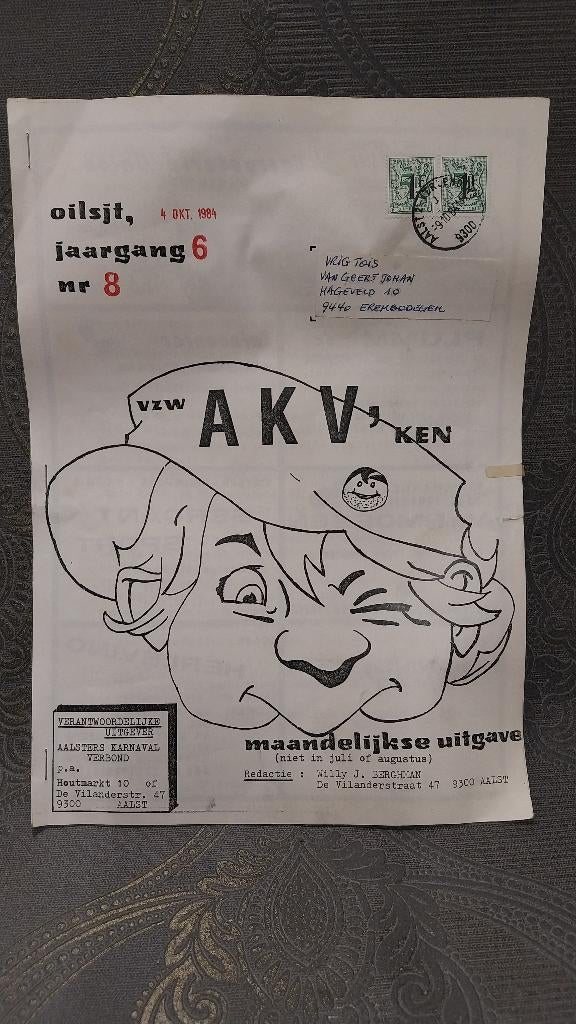 oilsjt, 4 OKT. 1984
jaargang 6
nr 8
9300
VRIG TOIS
VAN GEERT JOHAN
HAGEVELD 10
9440 EREMBODEGEM
vzw AKV'KEN
VERANTWOORDELIJKE
UITGEVER
AALSTERS KARNAVAL
VERBOND
p.a.
Houtmarkt 10 of
De Vilanderstr. 47
9300 AALST
maandelijkse uitgave
(niet in juli of augustus)
Redactie : Willy J. BERGHMAN
De Vilanderstraat 47 9300 AALST